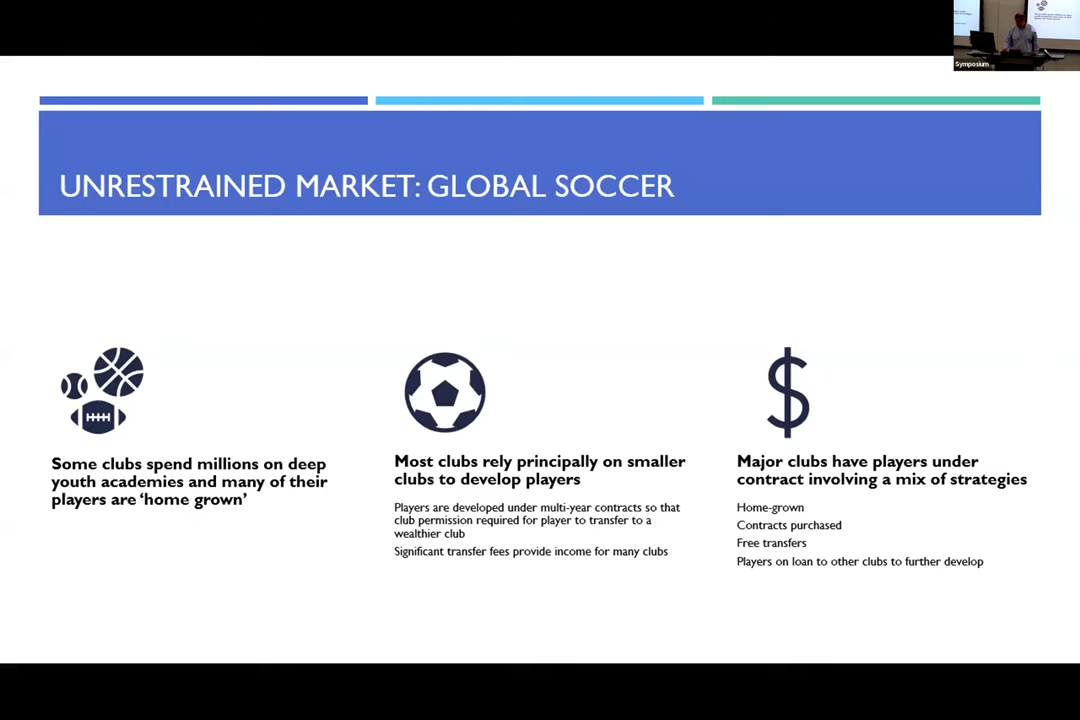 Symposium
UNRESTRAINED MARKET: GLOBAL SOCCER
Some clubs spend millions on deep
youth academies and many of their
players are ‘home grown’
Most clubs rely principally on smaller
clubs to develop players
Players are developed under multi-year contracts so that
club permission required for player to transfer to a
wealthier club
Significant transfer fees provide income for many clubs
Major clubs have players under
contract involving a mix of strategies
Home-grown
Contracts purchased
Free transfers
Players on loan to other clubs to further develop